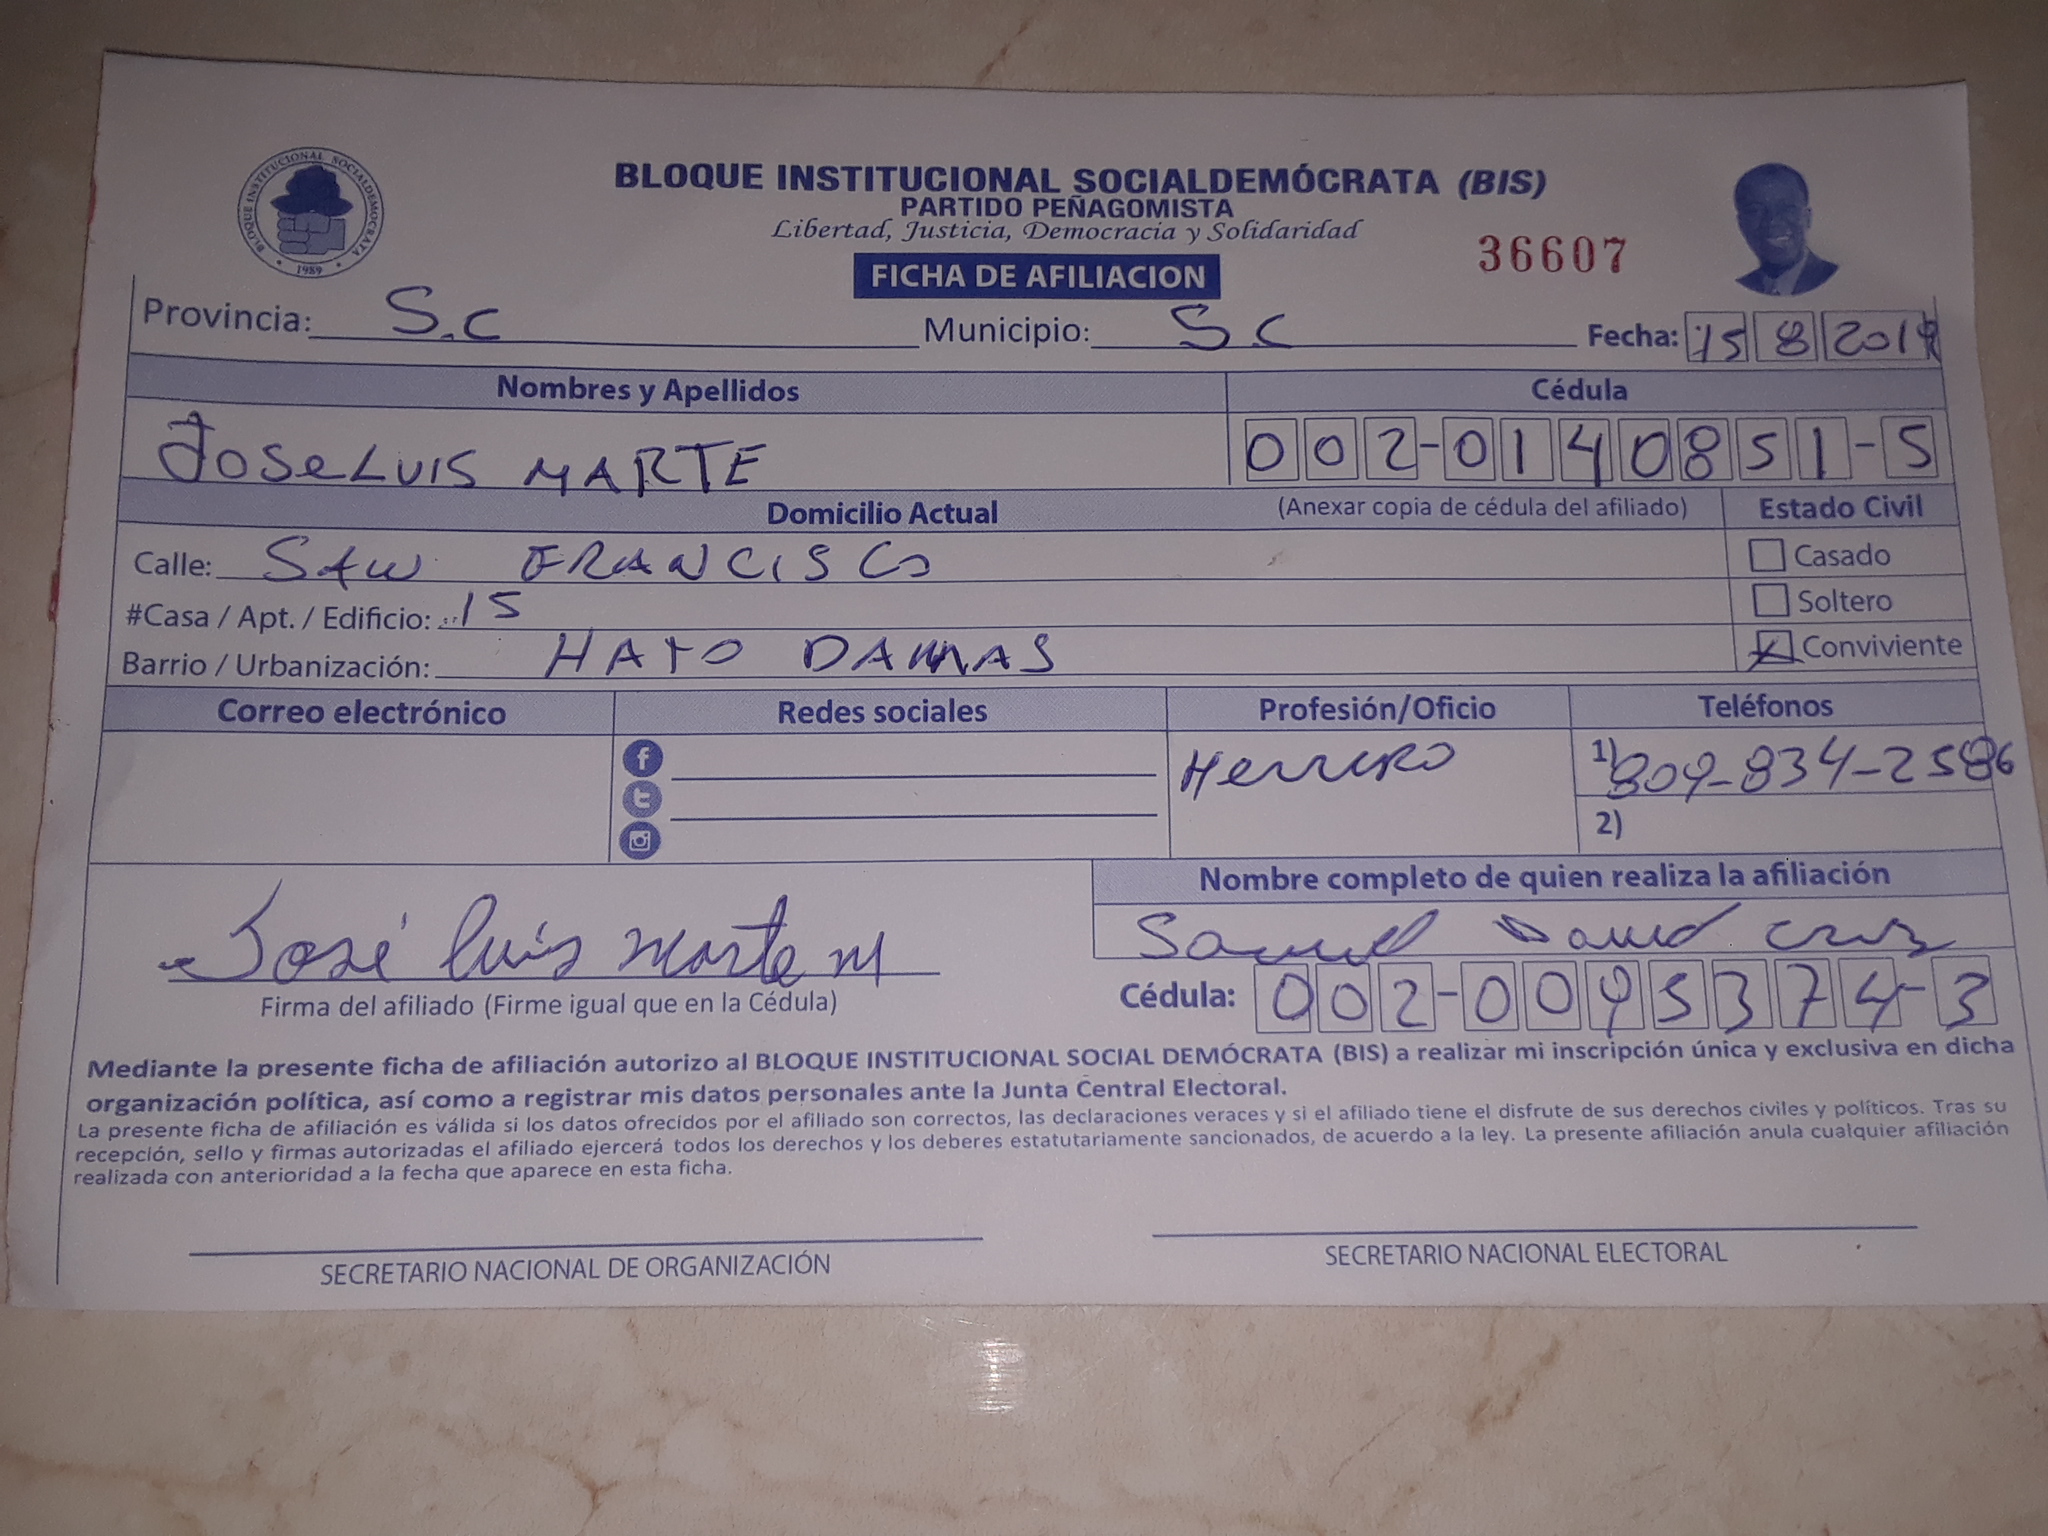 BLOQUE INSTITUCIONAL SOCIALDEMOCRATA
1989
BLOQUE INSTITUCIONAL SOCIALDEMÓCRATA (BIS)
PARTIDO PEÑAGOMISTA
Libertad, Justicia, Democracia y Solidaridad
36607
FICHA DE AFILIACION
Provincia: S.C Municipio: S.C Fecha: 15 8 2019
Nombres y Apellidos Cédula
JOSE LUIS MARTE 002-0140851-5
Domicilio Actual (Anexar copia de cédula del afiliado) Estado Civil
Calle: SAN FRANCISCO Casado
#Casa / Apt. / Edificio: 15 Soltero
Barrio / Urbanización: HATO DAMAS Conviviente
Correo electrónico Redes sociales Profesión/Oficio Teléfonos
Herrero 1) 809-834-2586
2)
Nombre completo de quien realiza la afiliación
José Luis Marte M Samuel David Cruz
Firma del afiliado (Firme igual que en la Cédula) Cédula: 002-0095374-3
Mediante la presente ficha de afiliación autorizo al BLOQUE INSTITUCIONAL SOCIAL DEMÓCRATA (BIS) a realizar mi inscripción única y exclusiva en dicha
organización política, así como a registrar mis datos personales ante la Junta Central Electoral.
La presente ficha de afiliación es válida si los datos ofrecidos por el afiliado son correctos, las declaraciones veraces y si el afiliado tiene el disfrute de sus derechos civiles y políticos. Tras su
recepción, sello y firmas autorizadas el afiliado ejercerá todos los derechos y los deberes estatutariamente sancionados, de acuerdo a la ley. La presente afiliación anula cualquier afiliación
realizada con anterioridad a la fecha que aparece en esta ficha.
SECRETARIO NACIONAL DE ORGANIZACIÓN SECRETARIO NACIONAL ELECTORAL